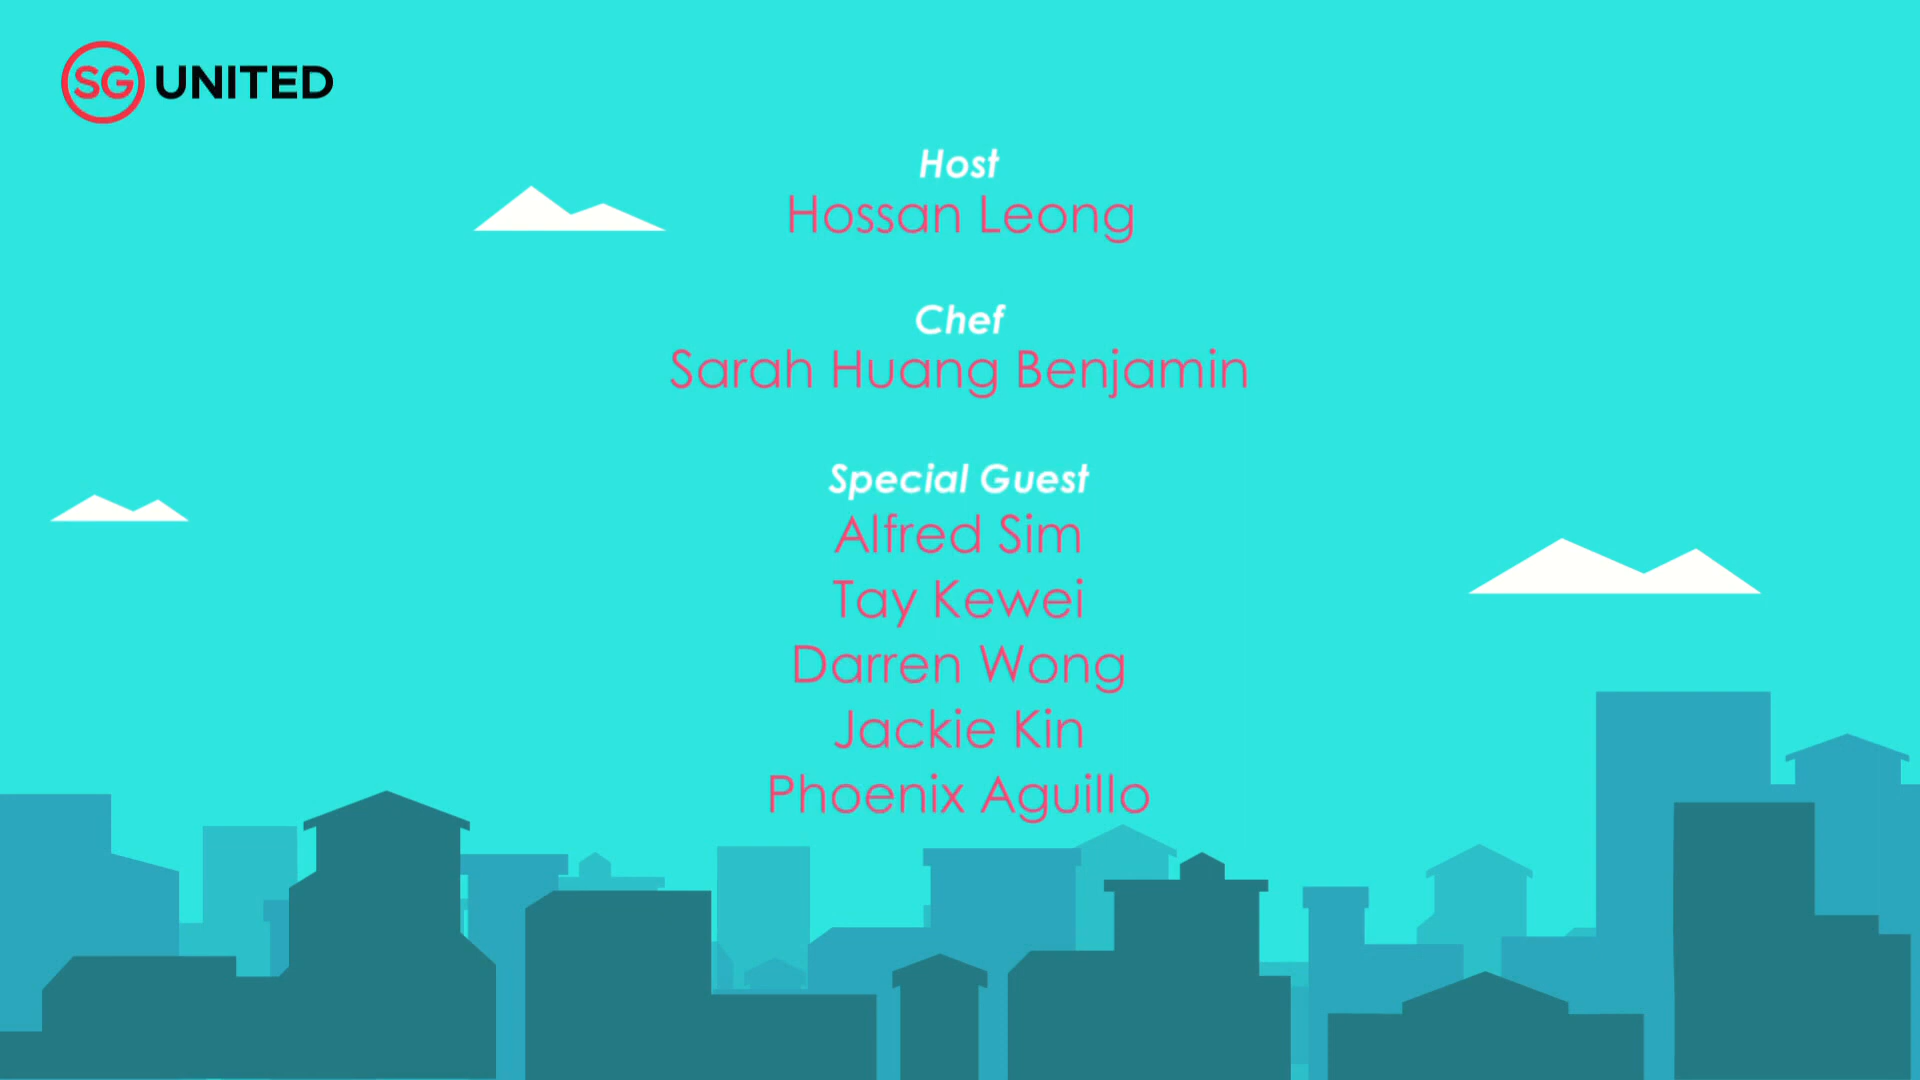 SG UNITED
Host
Hossan Leong
Chef
Sarah Huang Benjamin
Special Guest
Alfred Sim
Tay Kewei
Darren Wong
Jackie Kin
Phoenix Aguillo